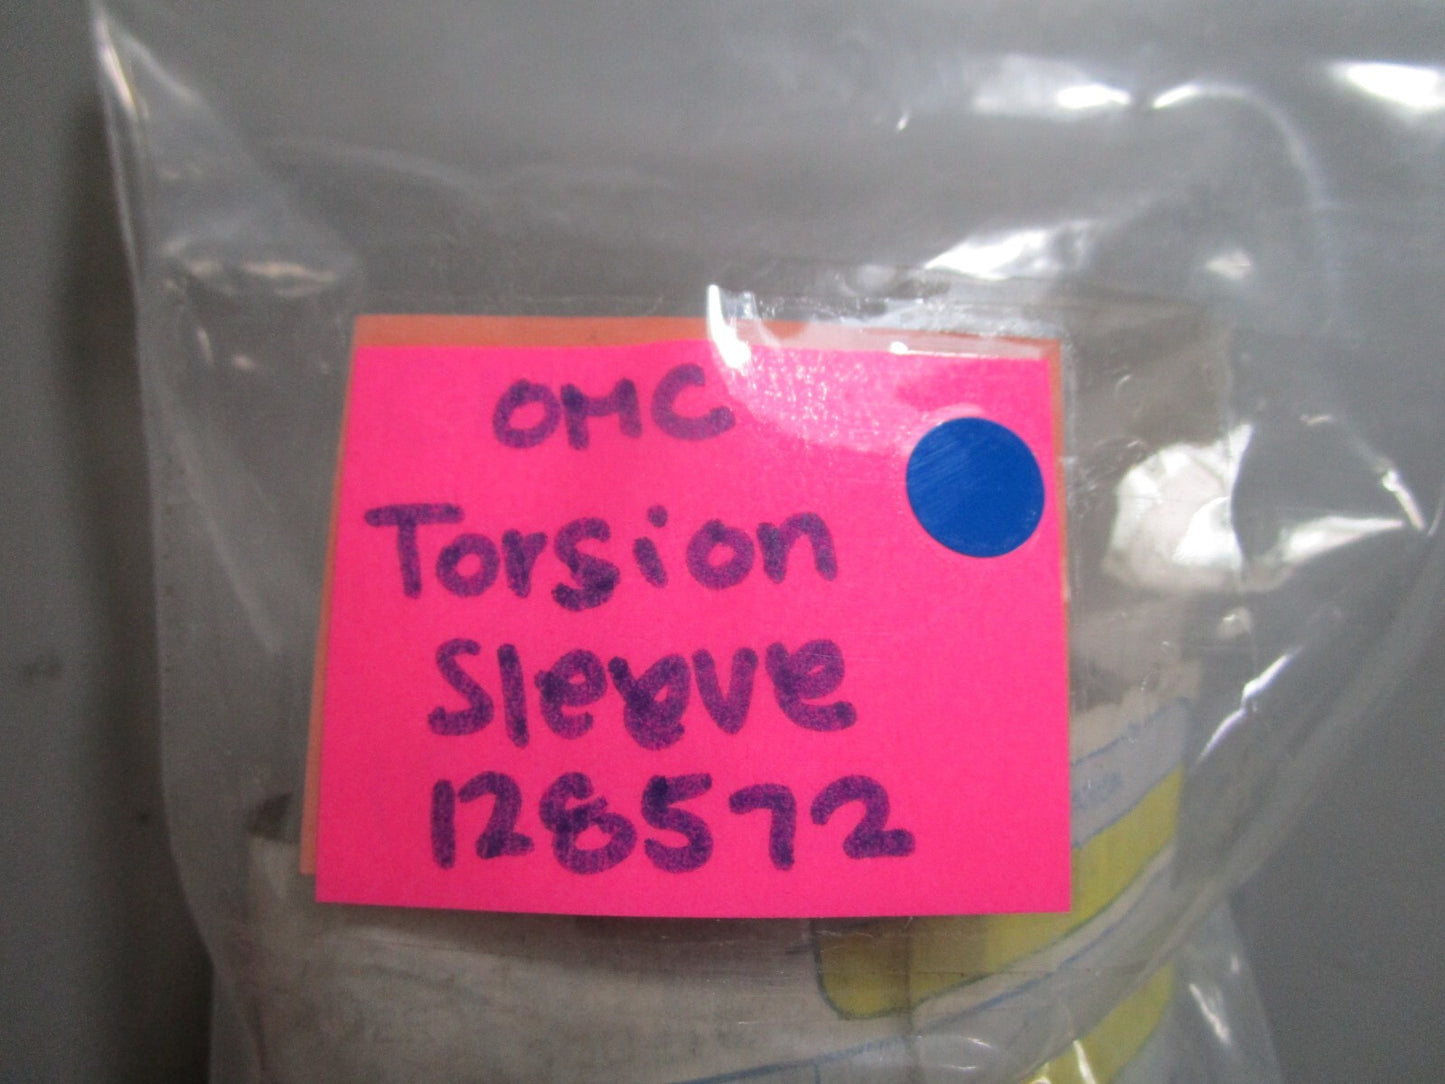 OMC
Torsion
Sleeve
128572